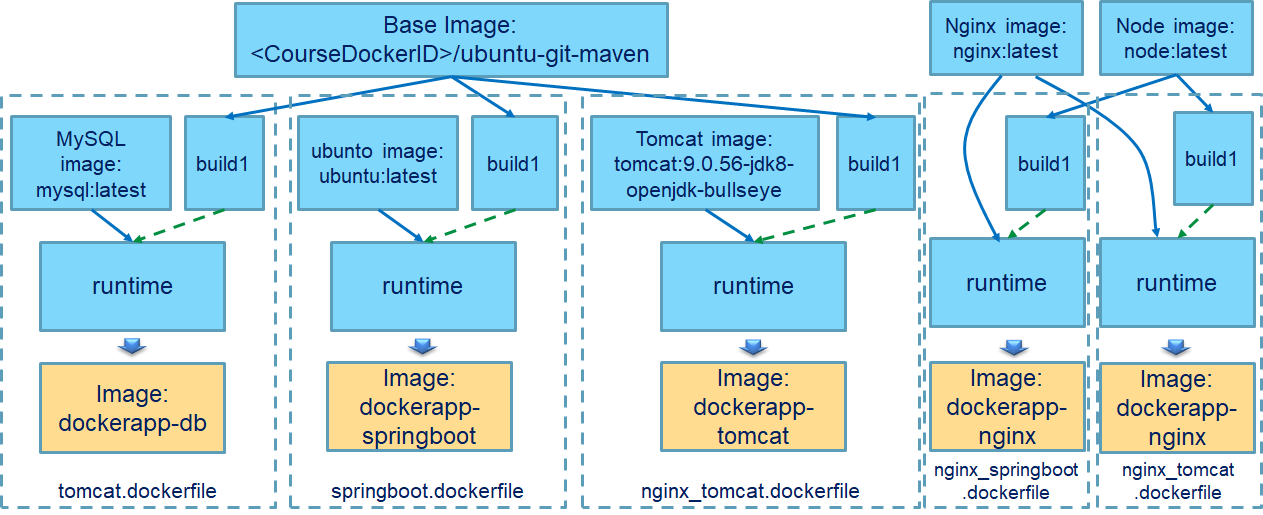 Base Image:
<CourseDockerID>/ubuntu-git-maven
Nginx image:
nginx:latest
Node image:
node:latest
MySQL
image:
mysql:latest
build1
ubunto image:
ubuntu:latest
build1
Tomcat image:
tomcat:9.0.56-jdk8-
openjdk-bullseye
build1
build1
build1
runtime
runtime
runtime
runtime
runtime
Image:
dockerapp-db
Image:
dockerapp-
springboot
Image:
dockerapp-
tomcat
Image:
dockerapp-
nginx
Image:
dockerapp-
nginx
tomcat.dockerfile
springboot.dockerfile
nginx_tomcat.dockerfile
nginx_springboot
.dockerfile
nginx_tomcat
.dockerfile